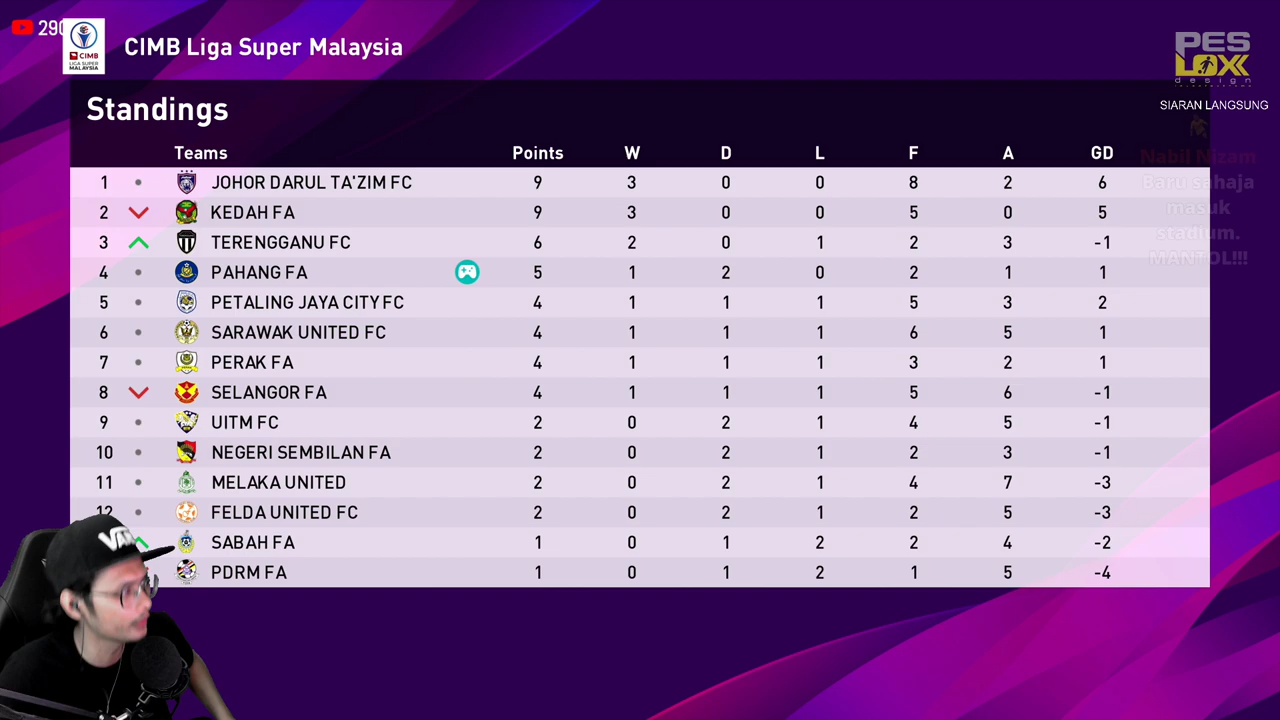 290
CIMB
LIGA SUPER
MALAYSIA
CIMB Liga Super Malaysia
PES
LOXX
design
SIARAN LANGSUNG
Nabil Nizam
Baru sahaja
masuk
stadium.
MANTOL!!!
Standings
Teams Points W D L F A GD
1 JOHOR DARUL TA'ZIM FC 9 3 0 0 8 2 6
2 KEDAH FA 9 3 0 0 5 0 5
3 TERENGGANU FC 6 2 0 1 2 3 -1
4 PAHANG FA 5 1 2 0 2 1 1
5 PETALING JAYA CITY FC 4 1 1 1 5 3 2
6 SARAWAK UNITED FC 4 1 1 1 6 5 1
7 PERAK FA 4 1 1 1 3 2 1
8 SELANGOR FA 4 1 1 1 5 6 -1
9 UITM FC 2 0 2 1 4 5 -1
10 NEGERI SEMBILAN FA 2 0 2 1 2 3 -1
11 MELAKA UNITED 2 0 2 1 4 7 -3
12 FELDA UNITED FC 2 0 2 1 2 5 -3
SABAH FA 1 0 1 2 2 4 -2
PDRM FA 1 0 1 2 1 5 -4